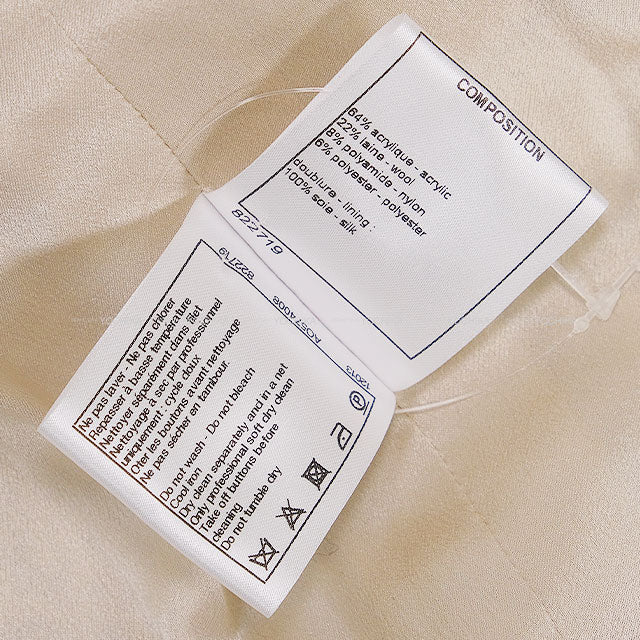 COMPOSITION
64% acrylique - acrylic
22% laine - wool
8% polyamide - nylon
6% polyester - polyester
doublure - lining :
100% soie - silk
822719
822719
A0574008
12013
Ne pas laver - Ne pas chlorer
Repasser à basse température
Nettoyer séparément dans filet
Nettoyage à sec par professionnel
uniquement : cycle doux
Oter les boutons avant nettoyage
Ne pas sécher en tambour.
Do not wash - Do not bleach
Cool iron
Dry clean separately and in a net
Only professional soft dry clean
Take off buttons before
cleaning
Do not tumble dry
P